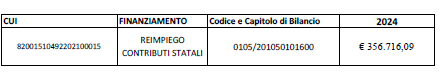 CUI FINANZIAMENTO Codice e Capitolo di Bilancio 2024
82001510492202100015 REIMPIEGO CONTRIBUTI STATALI 0105/201050101600 € 356.716,09